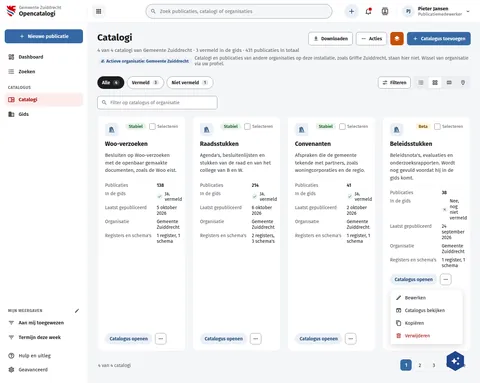 Gemeente Zuiddrecht
Opencatalogi
Zoek publicaties, catalogi of organisaties
PJ
Pieter Jansen
Publicatiemedewerker
+ Nieuwe publicatie
Dashboard
Zoeken
CATALOGUS
Catalogi
Gids
MIJN WEERGAVEN
Aan mij toegewezen
Termijn deze week
Hulp en uitleg
Geavanceerd
Catalogi
4 van 4 catalogi van Gemeente Zuiddrecht · 3 vermeld in de gids · 431 publicaties in totaal
Actieve organisatie: Gemeente Zuiddrecht
Catalogi en publicaties van andere organisaties op deze installatie, zoals Griffie Zuiddrecht, staan hier niet. Wissel van organisatie via uw profiel.
Downloaden
Acties
+ Catalogus toevoegen
Alle 4
Vermeld 3
Niet vermeld 1
Filteren
Filter op catalogus of organisatie
Stabiel
Selecteren
Woo-verzoeken
Besluiten op Woo-verzoeken
met de openbaar gemaakte
documenten, zoals de Woo eist.
Publicaties 138
In de gids Ja, vermeld
Laatst gepubliceerd 5 oktober 2026
Organisatie Gemeente Zuiddrecht
Registers en schema's 1 register, 1 schema
Catalogus openen
Stabiel
Selecteren
Raadsstukken
Agenda's, besluitenlijsten en
stukken van de raad en van het
college van B en W.
Publicaties 214
In de gids Ja, vermeld
Laatst gepubliceerd 6 oktober 2026
Organisatie Gemeente Zuiddrecht
Registers en schema's 2 registers, 3 schema's
Catalogus openen
Stabiel
Selecteren
Convenanten
Afspraken die de gemeente
tekende met partners, zoals
woningcorporaties en de regio.
Publicaties 41
In de gids Ja, vermeld
Laatst gepubliceerd 2 oktober 2026
Organisatie Gemeente Zuiddrecht
Registers en schema's 1 register, 1 schema
Catalogus openen
Beta
Selecteren
Beleidsstukken
Beleidsnota's, evaluaties en
onderzoeksrapporten. Wordt
nog gevuld voordat hij in de
gids komt.
Publicaties 38
In de gids Nee, nog niet vermeld
Laatst gepubliceerd 24 september 2026
Organisatie Gemeente Zuiddrecht
Registers en schema's 1 register, 1 schema
Catalogus openen
Bewerken
Catalogus bekijken
Kopiëren
Verwijderen
4 van 4 catalogi
1 2 3